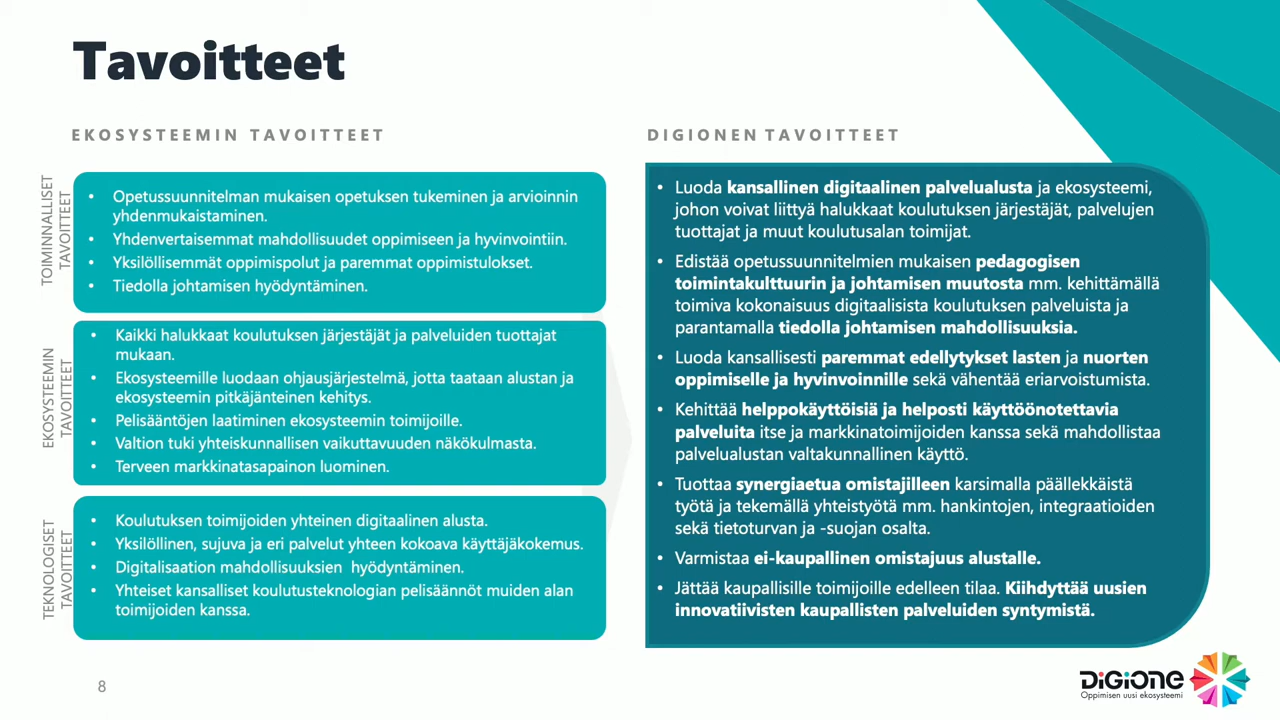 Tavoitteet
EKOSYSTEEMIN TAVOITTEET
TOIMINNALLISET
TAVOITTEET
• Opetussuunnitelman mukaisen opetuksen tukeminen ja arvioinnin
yhdenmukaistaminen.
• Yhdenvertaisemmat mahdollisuudet oppimiseen ja hyvinvointiin.
• Yksilöllisemmät oppimispolut ja paremmat oppimistulokset.
• Tiedolla johtamisen hyödyntäminen.
EKOSYSTEEMIN
TAVOITTEET
• Kaikki halukkaat koulutuksen järjestäjät ja palveluiden tuottajat
mukaan.
• Ekosysteemille luodaan ohjausjärjestelmä, jotta taataan alustan ja
ekosysteemin pitkäjänteinen kehitys.
• Pelisääntöjen laatiminen ekosysteemin toimijoille.
• Valtion tuki yhteiskunnallisen vaikuttavuuden näkökulmasta.
• Terveen markkinatasapainon luominen.
TEKNOLOGISET
TAVOITTEET
• Koulutuksen toimijoiden yhteinen digitaalinen alusta.
• Yksilöllinen, sujuva ja eri palvelut yhteen kokoava käyttäjäkokemus.
• Digitalisaation mahdollisuuksien hyödyntäminen.
• Yhteiset kansalliset koulutusteknologian pelisäännöt muiden alan
toimijoiden kanssa.
DIGIONEN TAVOITTEET
• Luoda kansallinen digitaalinen palvelualusta ja ekosysteemi,
johon voivat liittyä halukkaat koulutuksen järjestäjät, palvelujen
tuottajat ja muut koulutusalan toimijat.
• Edistää opetussuunnitelmien mukaisen pedagogisen
toimintakulttuurin ja johtamisen muutosta mm. kehittämällä
toimiva kokonaisuus digitaalisista koulutuksen palveluista ja
parantamalla tiedolla johtamisen mahdollisuuksia.
• Luoda kansallisesti paremmat edellytykset lasten ja nuorten
oppimiselle ja hyvinvoinnille sekä vähentää eriarvoistumista.
• Kehittää helppokäyttöisiä ja helposti käyttöönotettavia
palveluita itse ja markkinatoimijoiden kanssa sekä mahdollistaa
palvelualustan valtakunnallinen käyttö.
• Tuottaa synergiaetua omistajilleen karsimalla päällekkäistä
työtä ja tekemällä yhteistyötä mm. hankintojen, integraatioiden
sekä tietoturvan ja -suojan osalta.
• Varmistaa ei-kaupallinen omistajuus alustalle.
• Jättää kaupallisille toimijoille edelleen tilaa. Kiihdyttää uusien
innovatiivisten kaupallisten palveluiden syntymistä.
8
DiGiONE
Oppimisen uusi ekosysteemi